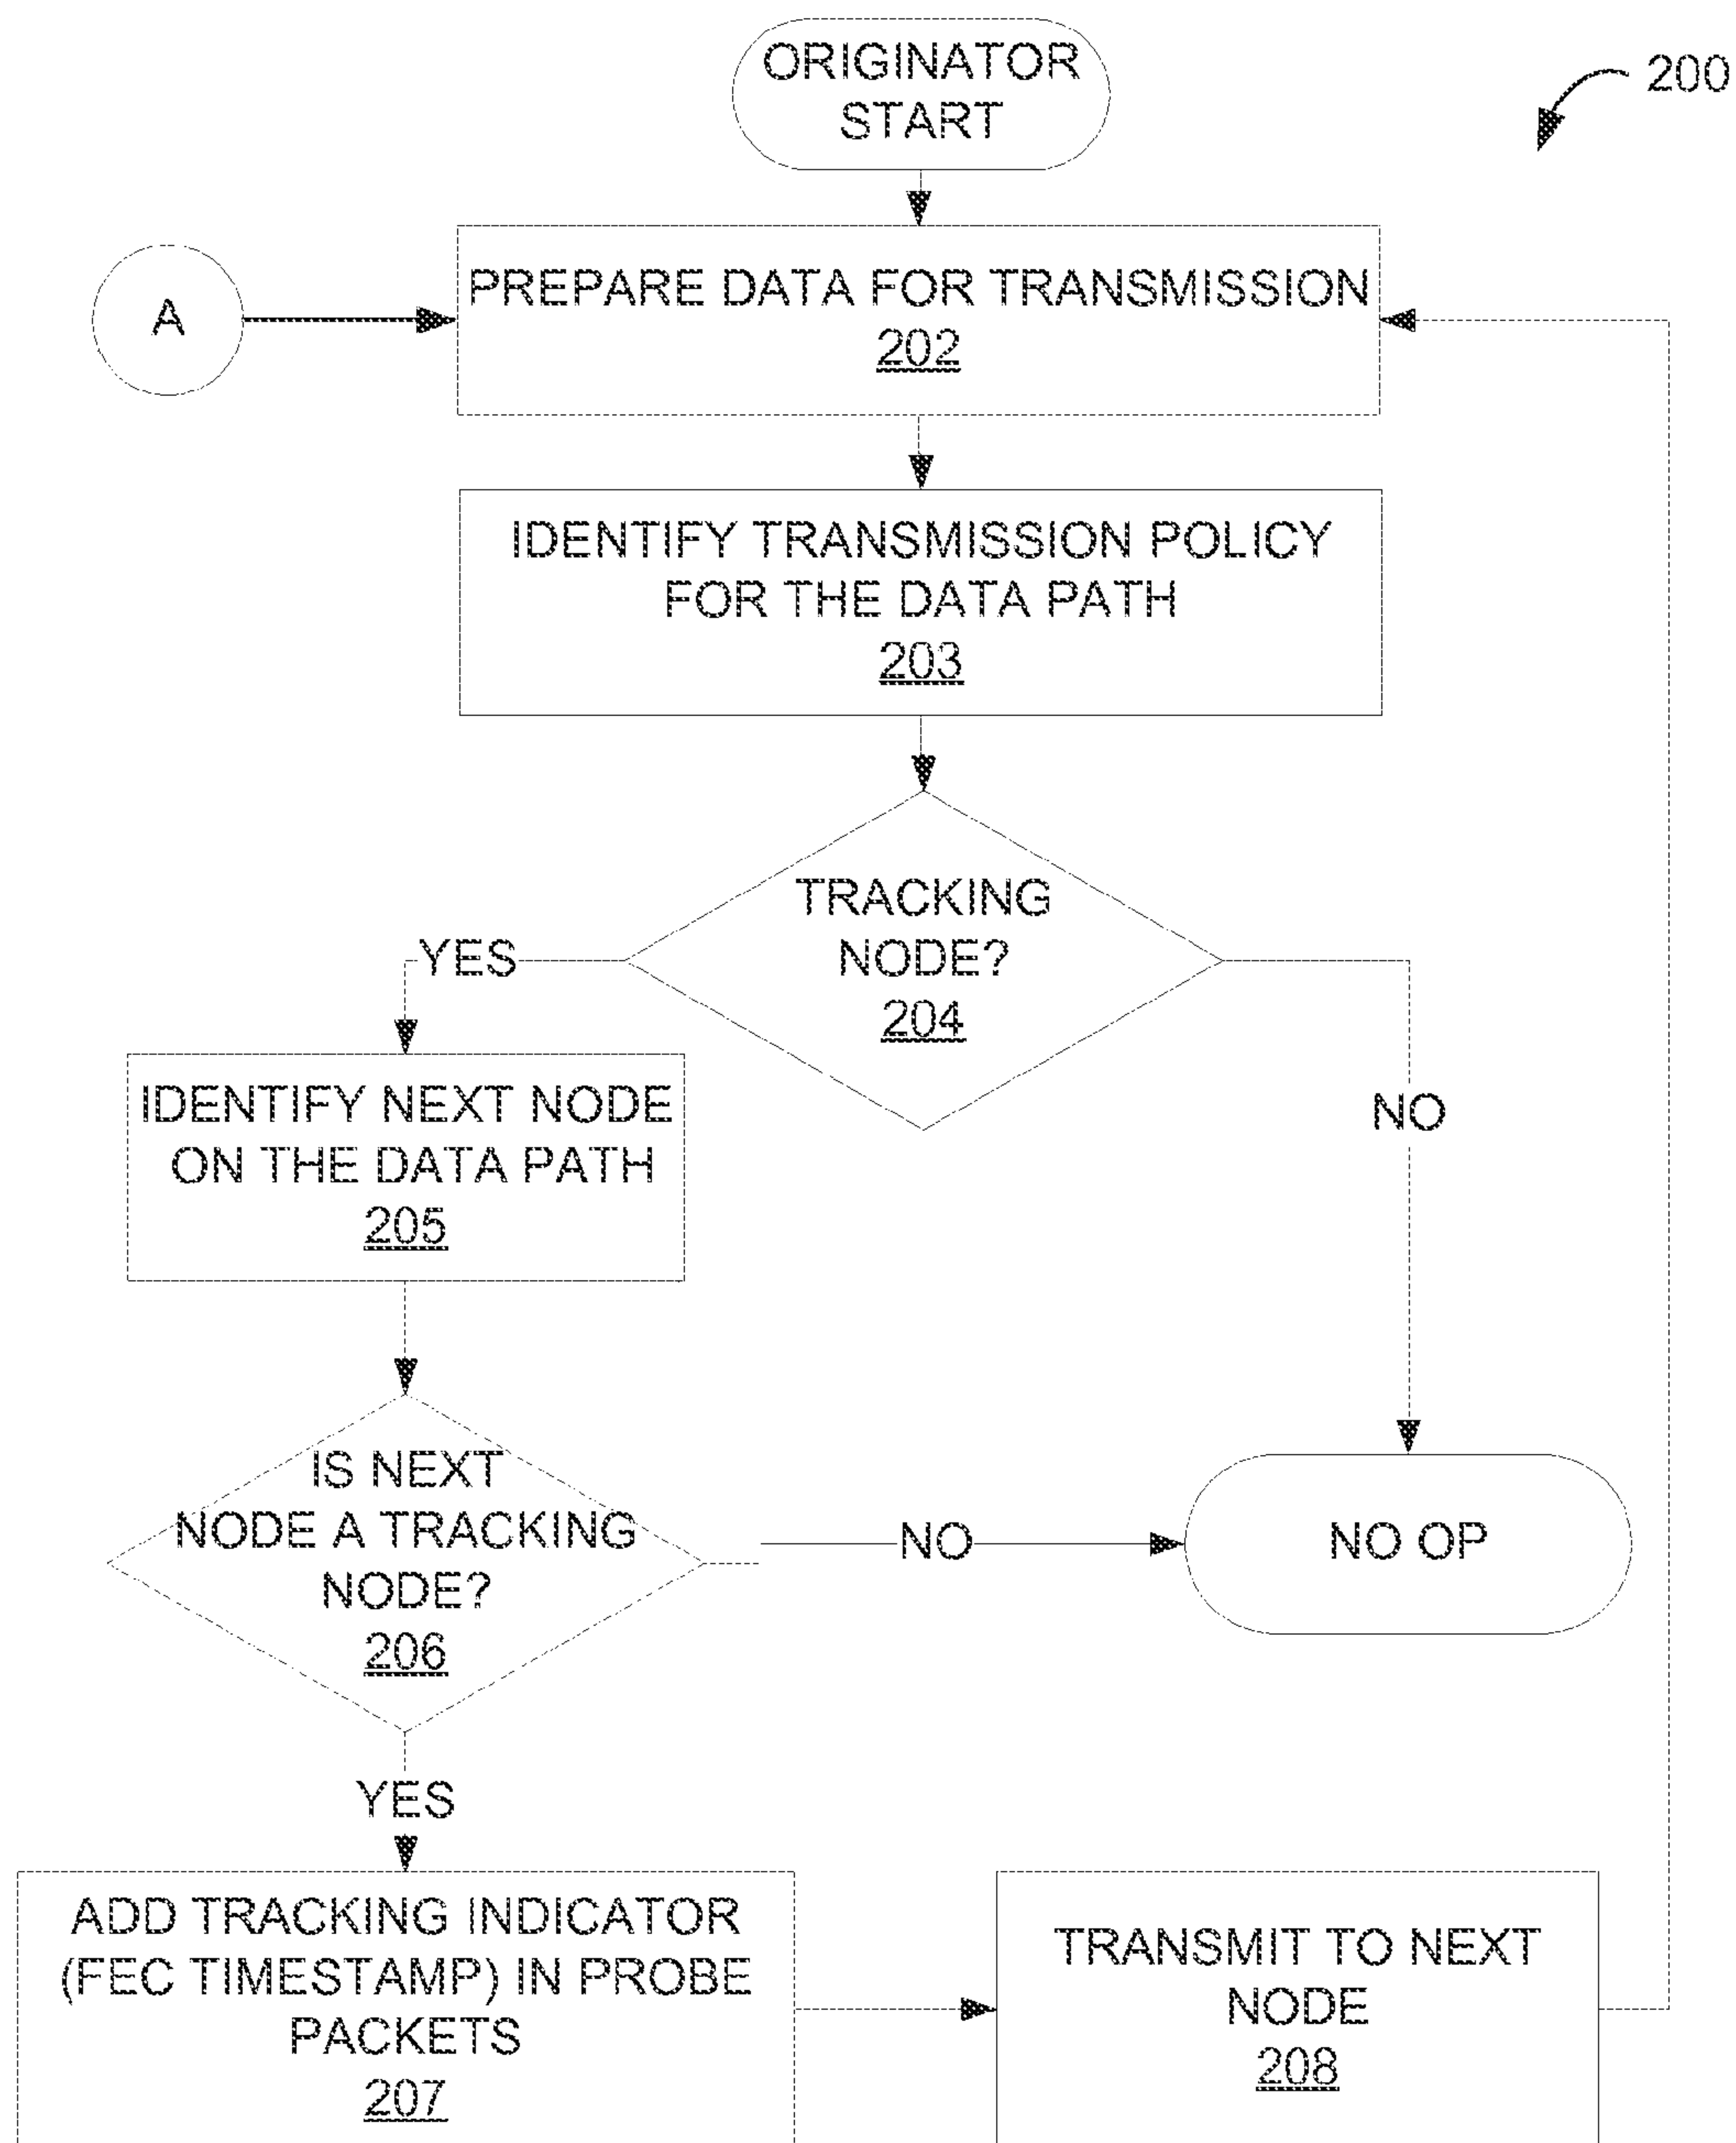 ORIGINATOR
START
200
A
PREPARE DATA FOR TRANSMISSION
202
IDENTIFY TRANSMISSION POLICY
FOR THE DATA PATH
203
TRACKING
NODE?
204
YES
NO
IDENTIFY NEXT NODE
ON THE DATA PATH
205
IS NEXT
NODE A TRACKING
NODE?
206
NO
NO OP
YES
ADD TRACKING INDICATOR
(FEC TIMESTAMP) IN PROBE
PACKETS
207
TRANSMIT TO NEXT
NODE
208